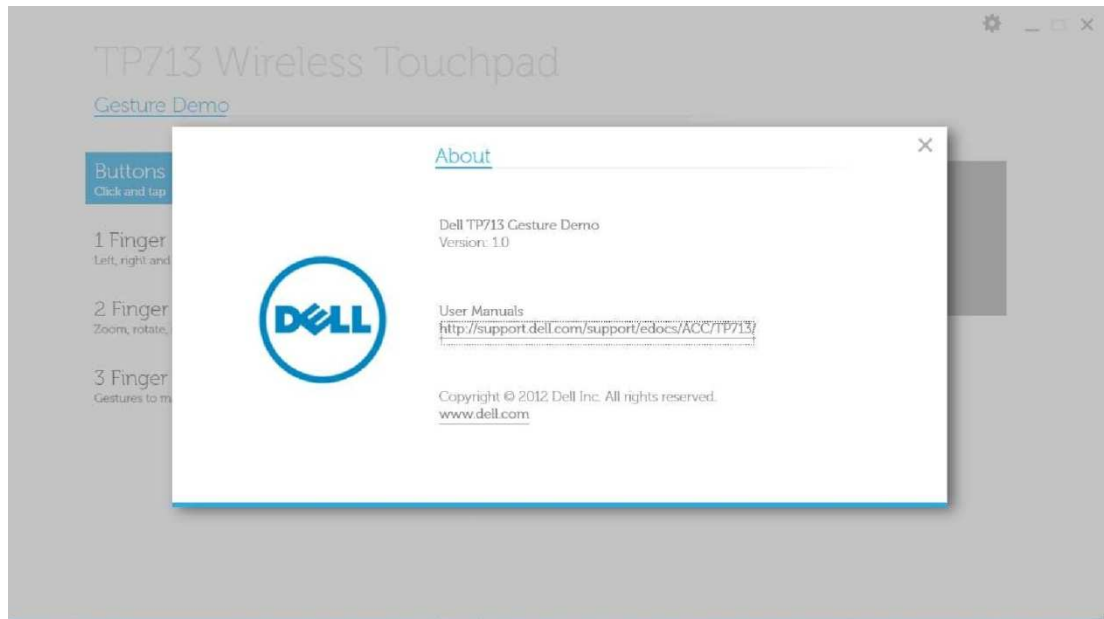 TP713 Wireless Touchpad
Gesture Demo
Buttons
Click and tap
1 Finger
Left, right and
2 Finger
Zoom, rotate,
3 Finger
Gestures to
About
DELL
Dell TP713 Gesture Demo
Version: 1.0
User Manuals
http://support.dell.com/support/edocs/ACC/TP713/
Copyright © 2012 Dell Inc. All rights reserved.
www.dell.com